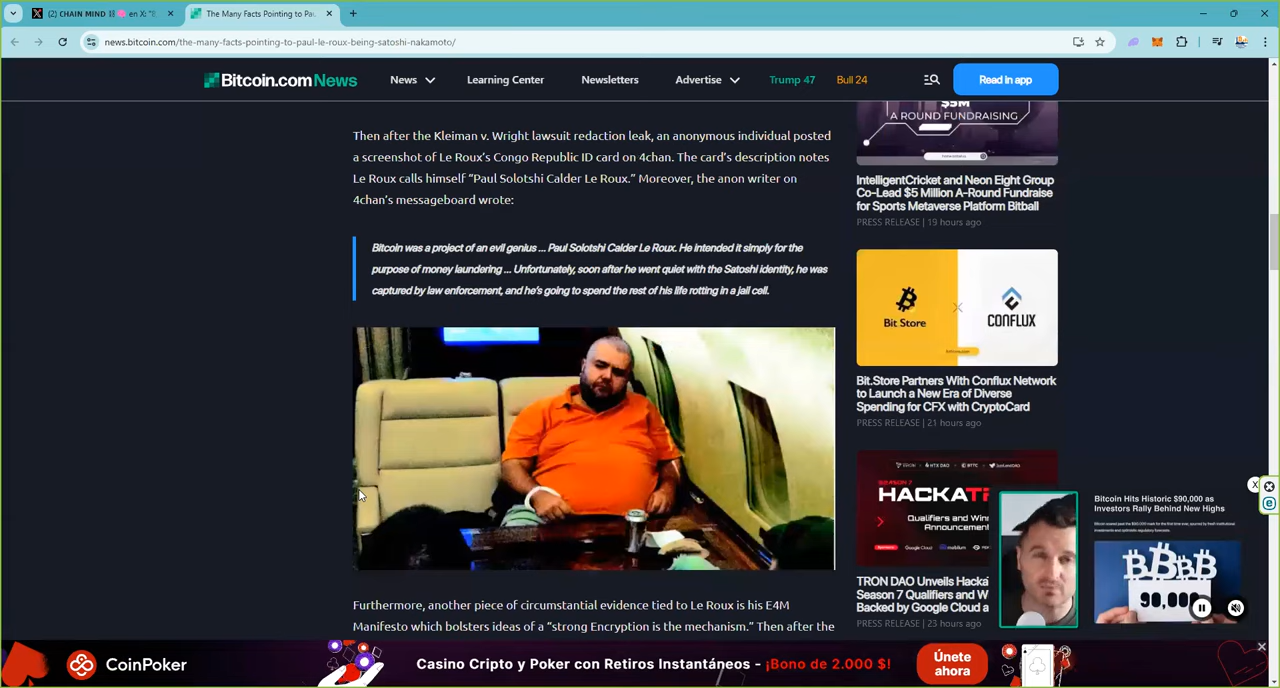 (2) CHAIN MIND
en X: "E
The Many Facts Pointing to Pau
news.bitcoin.com/the-many-facts-pointing-to-paul-le-roux-being-satoshi-nakamoto/
Bitcoin.com News
News
Learning Center
Newsletters
Advertise
Trump 47
Bull 24
Read in app
Then after the Kleiman v. Wright lawsuit redaction leak, an anonymous individual posted
a screenshot of Le Roux's Congo Republic ID card on 4chan. The card's description notes
Le Roux calls himself "Paul Solotshi Calder Le Roux." Moreover, the anon writer on
4chan's messageboard wrote:
Bitcoin was a project of an evil genius ... Paul Solotshi Calder Le Roux. He intended it simply for the
purpose of money laundering ... Unfortunately, soon after he went quiet with the Satoshi identity, he was
captured by law enforcement, and he's going to spend the rest of his life rotting in a jail cell.
Furthermore, another piece of circumstantial evidence tied to Le Roux is his E4M
Manifesto which bolsters ideas of a "strong Encryption is the mechanism." Then after the
$5M
A ROUND FUNDRAISING
IntelligentCricket and Neon Eight Group
Co-Lead $5 Million A-Round Fundraise
for Sports Metaverse Platform Bitball
PRESS RELEASE | 19 hours ago
Bit Store
CONFLUX
Bit.Store Partners With Conflux Network
to Launch a New Era of Diverse
Spending for CFX with CryptoCard
PRESS RELEASE | 21 hours ago
HACKAT
Qualifiers and Winn
Announcement
Google Cloud
TRON DAO Unveils Hacka
Season 7 Qualifiers and W
Backed by Google Cloud a
PRESS RELEASE | 23 hours ago
X
Bitcoin Hits Historic $90,000 as
Investors Rally Behind New Highs
90,000
CoinPoker
Casino Cripto y Poker con Retiros Instantáneos - ¡Bono de 2.000 $!
Únete
ahora